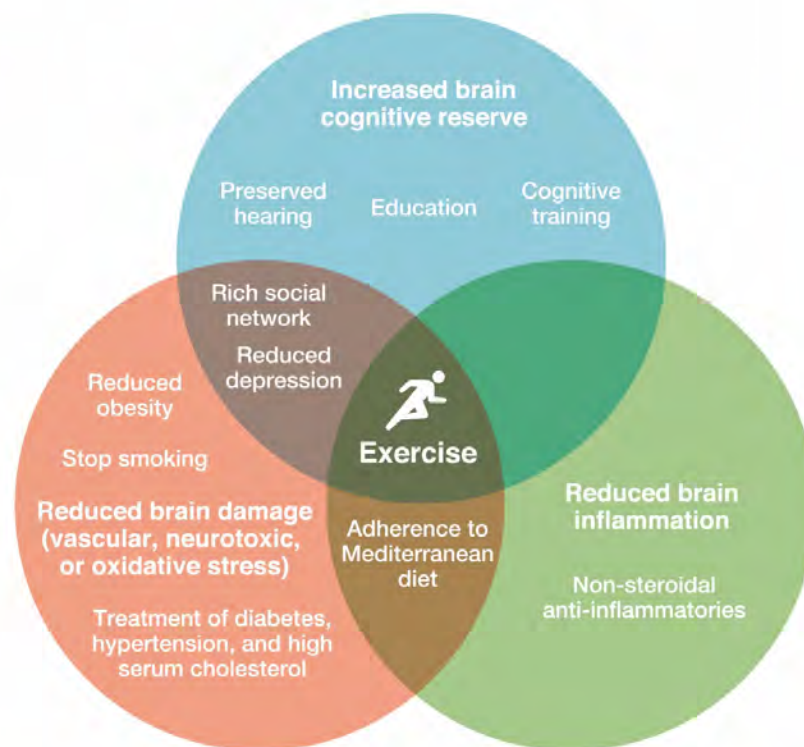 Increased brain
cognitive reserve
Preserved
hearing
Education
Cognitive
training
Rich social
network
Reduced
depression
Reduced
obesity
Stop smoking
Exercise
Reduced brain damage
(vascular, neurotoxic,
or oxidative stress)
Adherence to
Mediterranean
diet
Reduced brain
inflammation
Treatment of diabetes,
hypertension, and high
serum cholesterol
Non-steroidal
anti-inflammatories